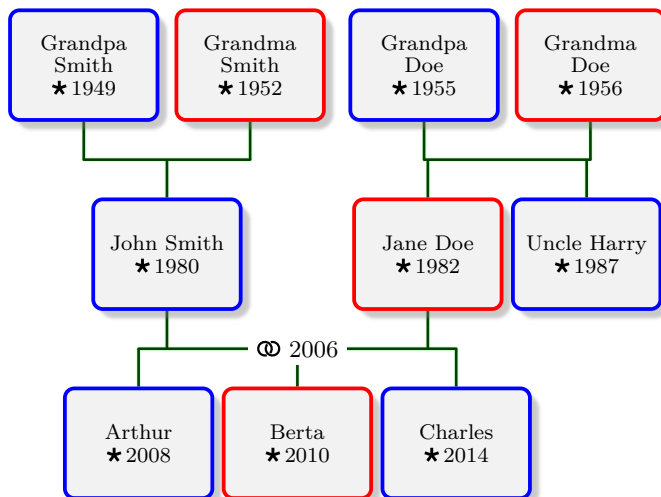 Grandpa
Smith
★ 1949
Grandma
Smith
★ 1952
Grandpa
Doe
★ 1955
Grandma
Doe
★ 1956
John Smith
★ 1980
Jane Doe
★ 1982
Uncle Harry
★ 1987
⚭ 2006
Arthur
★ 2008
Berta
★ 2010
Charles
★ 2014